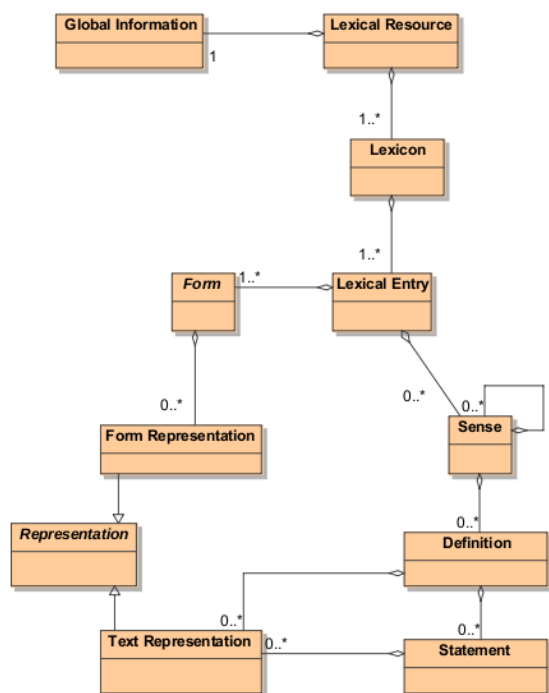 Global Information
Lexical Resource
1
1..*
Lexicon
1..*
Form
1..*
Lexical Entry
0..*
0..*
0..*
Sense
Form Representation
0..*
Representation
Definition
0..*
0..*
Text Representation
0..*
Statement